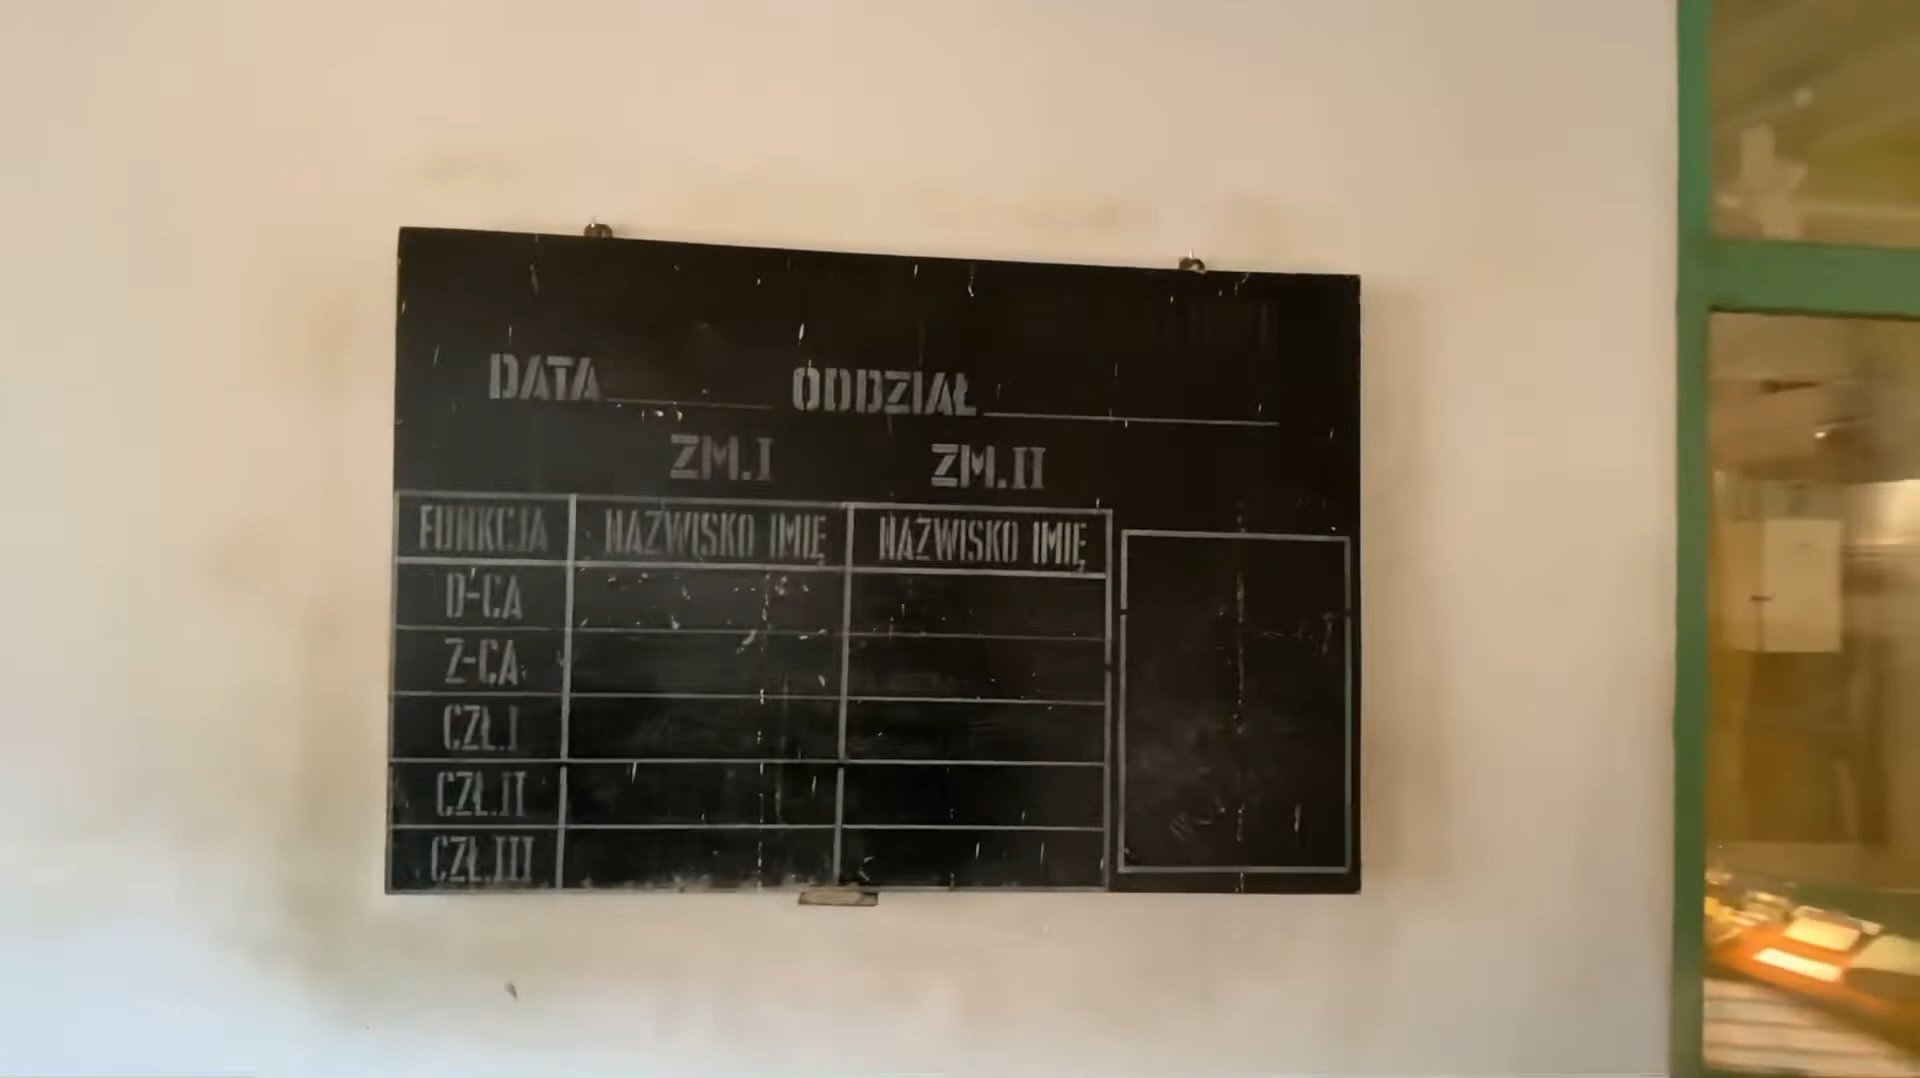 DATA ODDZIAŁ
ZM.I ZM.II
FUNKCJA NAZWISKO IMIĘ NAZWISKO IMIĘ
D-CA
Z-CA
CZŁ.I
CZŁ.II
CZŁ.III